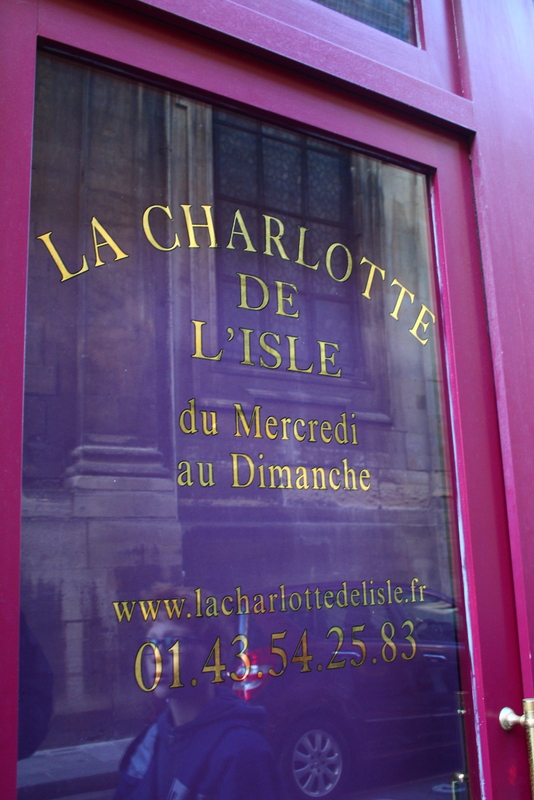 LA CHARLOTTE
DE
L'ISLE
du Mercredi
au Dimanche
www.lacharlottedelisle.fr
01.43.54.25.83